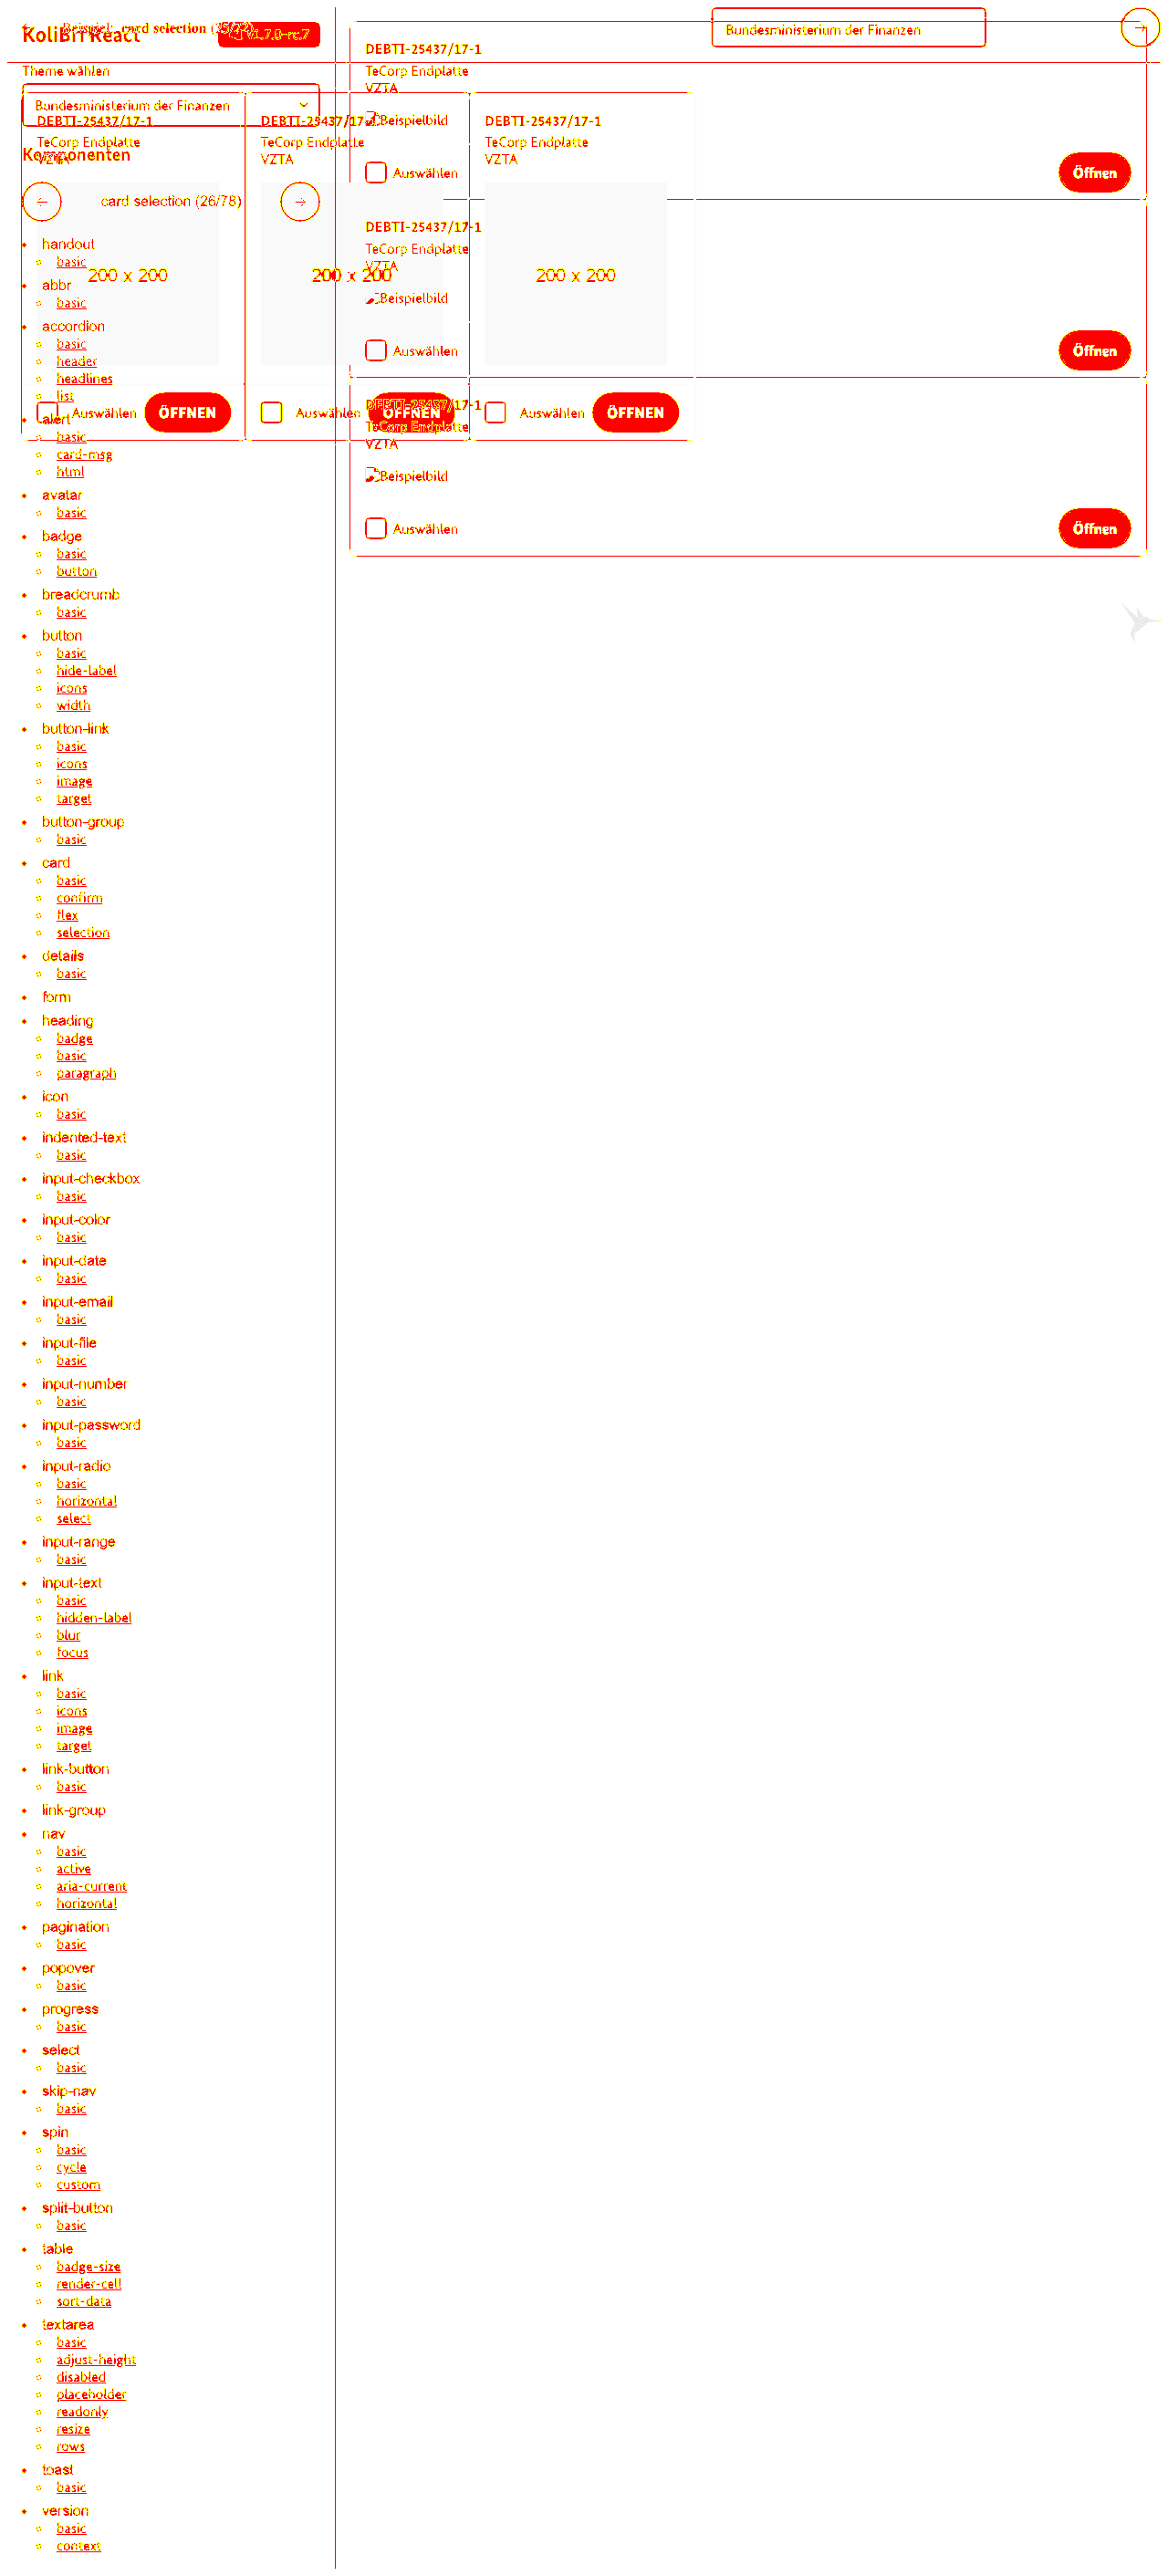 KoliBri React
Beispiel: card selection (25/72)
v1.7.0-rc.7
Bundesministerium der Finanzen
Theme wählen
Bundesministerium der Finanzen
Komponenten
card selection (26/78)
DEBTI-25437/17-1
TeCorp Endplatte
VZTA
200 x 200
Auswählen
ÖFFNEN
DEBTI-25437/17-1
TeCorp Endplatte
VZTA
200 x 200
Auswählen
ÖFFNEN
DEBTI-25437/17-1
TeCorp Endplatte
VZTA
200 x 200
Auswählen
ÖFFNEN
DEBTI-25437/17-1
TeCorp Endplatte
VZTA
Beispielbild
Auswählen
Öffnen
DEBTI-25437/17-1
TeCorp Endplatte
VZTA
Beispielbild
Auswählen
Öffnen
DEBTI-25437/17-1
TeCorp Endplatte
VZTA
Beispielbild
Auswählen
Öffnen
handout
basic
abbr
basic
accordion
basic
header
headlines
list
alert
basic
card-msg
html
avatar
basic
badge
basic
button
breadcrumb
basic
button
basic
hide-label
icons
width
button-link
basic
icons
image
target
button-group
basic
card
basic
confirm
flex
selection
details
basic
form
heading
badge
basic
paragraph
icon
basic
indented-text
basic
input-checkbox
basic
input-color
basic
input-date
basic
input-email
basic
input-file
basic
input-number
basic
input-password
basic
input-radio
basic
horizontal
select
input-range
basic
input-text
basic
hidden-label
blur
focus
link
basic
icons
image
target
link-button
basic
link-group
nav
basic
active
aria-current
horizontal
pagination
basic
popover
basic
progress
basic
select
basic
skip-nav
basic
spin
basic
cycle
custom
split-button
basic
table
badge-size
render-cell
sort-data
textarea
basic
adjust-height
disabled
placeholder
readonly
resize
rows
toast
basic
version
basic
context